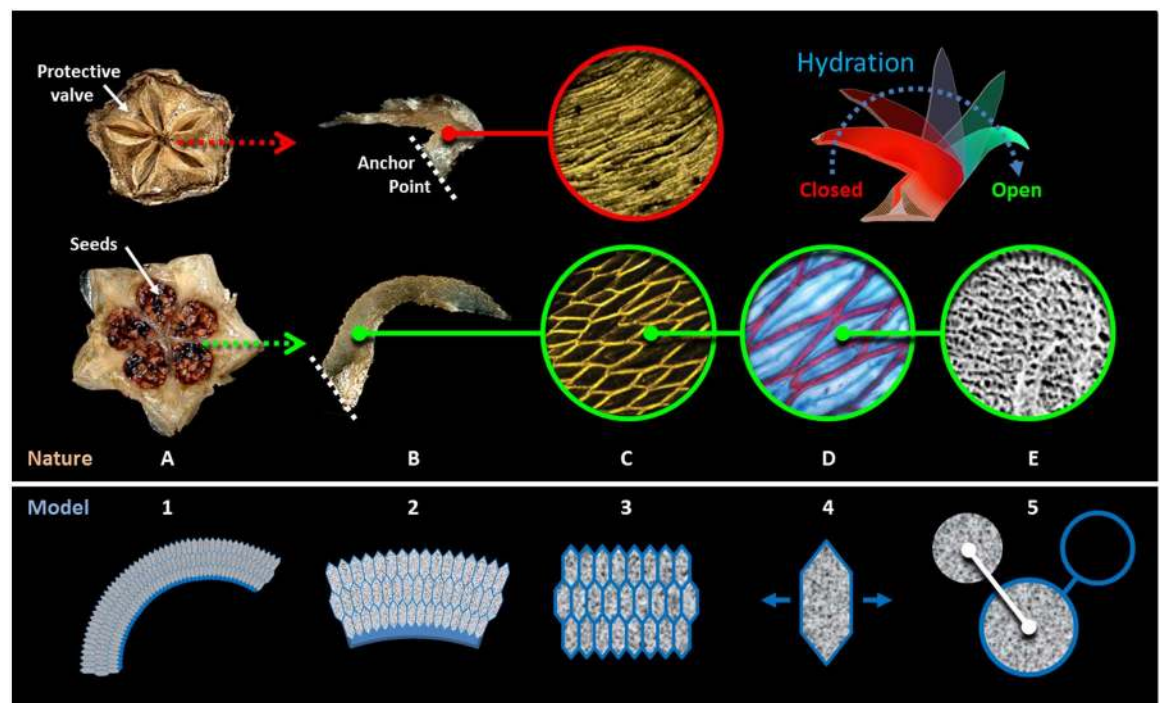 Protective
valve
Anchor
Point
Hydration
Closed
Open
Seeds
Nature A B C D E
Model 1 2 3 4 5